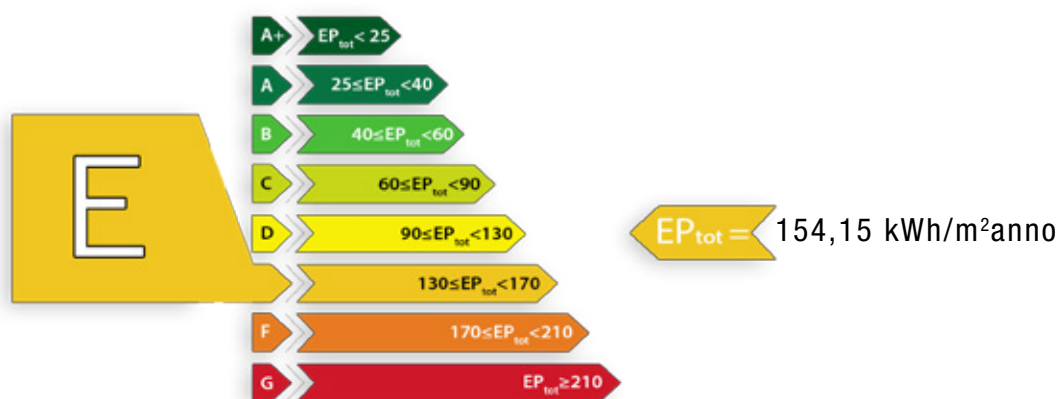 A+ EPtot < 25
A 25≤EPtot<40
B 40≤EPtot<60
C 60≤EPtot<90
D 90≤EPtot<130
E 130≤EPtot<170
F 170≤EPtot<210
G EPtot≥210
EPtot = 154,15 kWh/m²anno